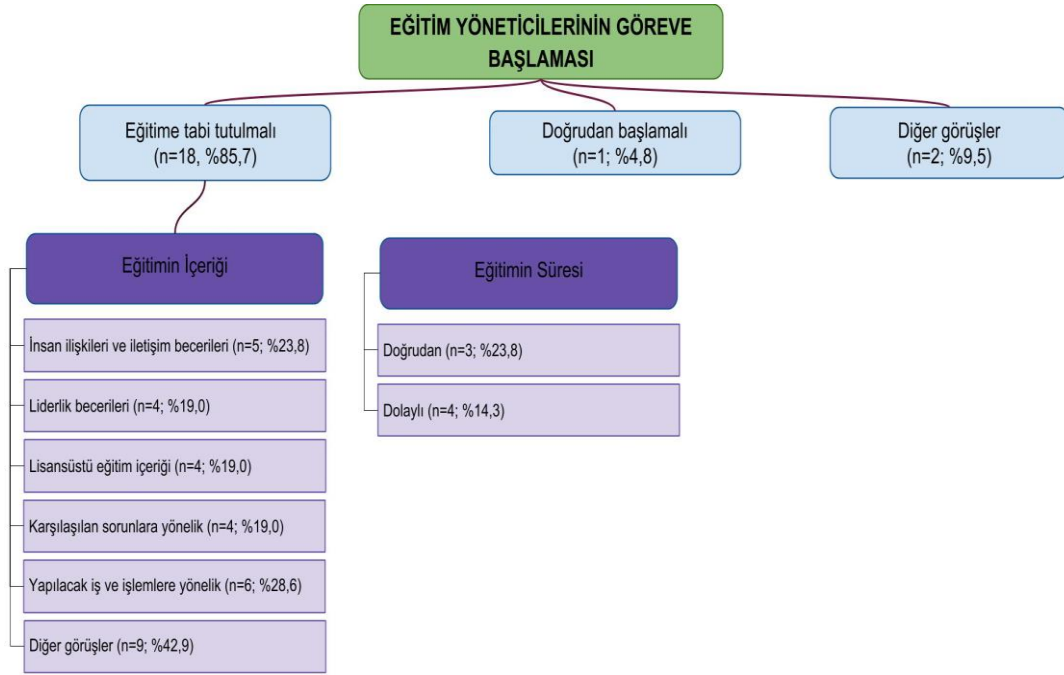 EĞİTİM YÖNETİCİLERİNİN GÖREVE
BAŞLAMASI
Eğitime tabi tutulmalı
(n=18, %85,7)
Doğrudan başlamalı
(n=1; %4,8)
Diğer görüşler
(n=2; %9,5)
Eğitimin İçeriği
İnsan ilişkileri ve iletişim becerileri (n=5; %23,8)
Liderlik becerileri (n=4; %19,0)
Lisansüstü eğitim içeriği (n=4; %19,0)
Karşılaşılan sorunlara yönelik (n=4; %19,0)
Yapılacak iş ve işlemlere yönelik (n=6; %28,6)
Diğer görüşler (n=9; %42,9)
Eğitimin Süresi
Doğrudan (n=3; %23,8)
Dolaylı (n=4; %14,3)